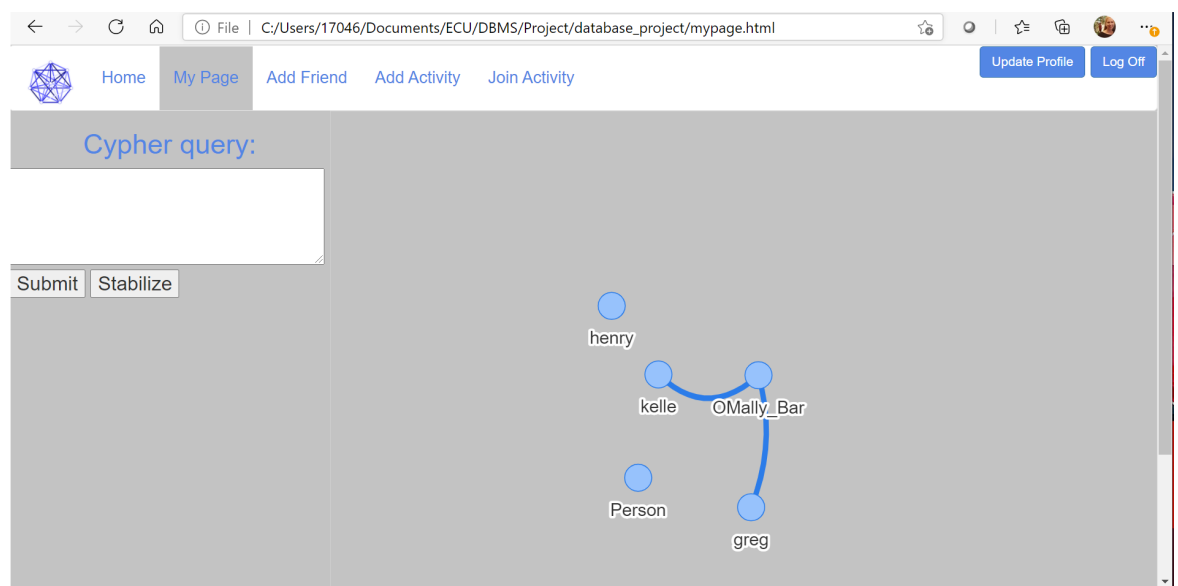 File C:/Users/17046/Documents/ECU/DBMS/Project/database_project/mypage.html
Home My Page Add Friend Add Activity Join Activity Update Profile Log Off
Cypher query:
Submit Stabilize
henry
kelle OMally_Bar
Person
greg